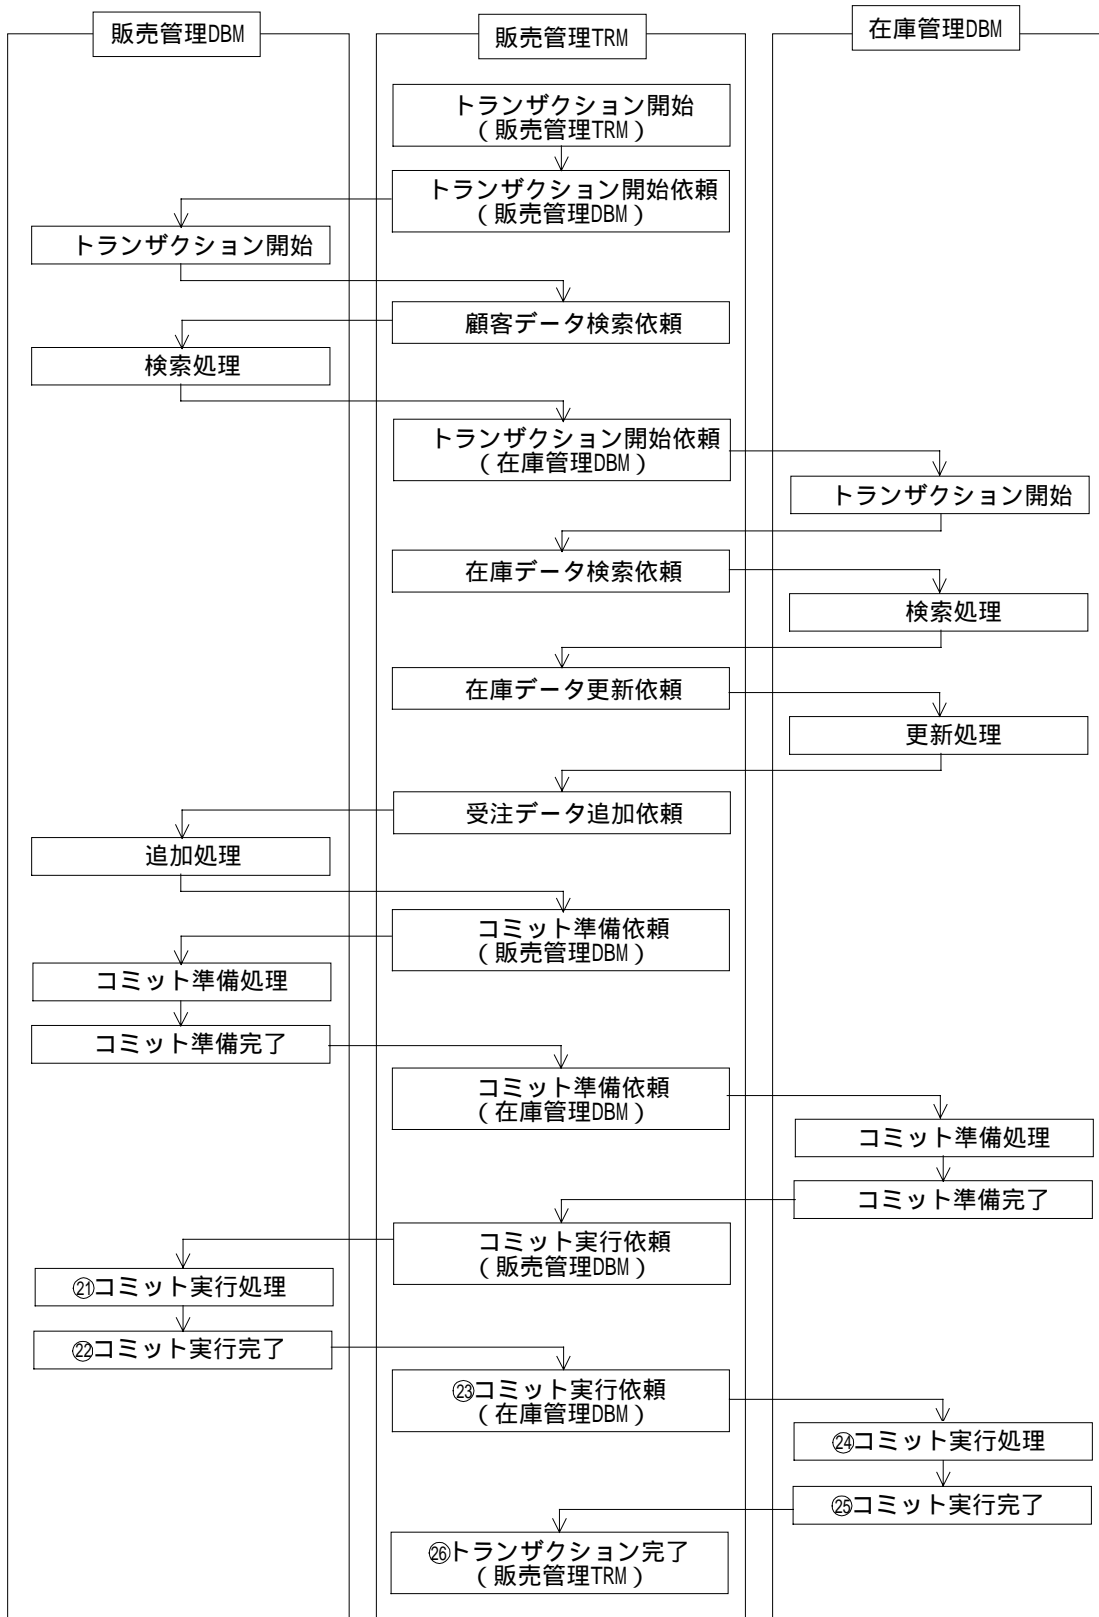 販売管理DBM
販売管理TRM
在庫管理DBM
トランザクション開始
（販売管理TRM）
トランザクション開始依頼
（販売管理DBM）
トランザクション開始
顧客データ検索依頼
検索処理
トランザクション開始依頼
（在庫管理DBM）
トランザクション開始
在庫データ検索依頼
検索処理
在庫データ更新依頼
更新処理
受注データ追加依頼
追加処理
コミット準備依頼
（販売管理DBM）
コミット準備処理
コミット準備完了
コミット準備依頼
（在庫管理DBM）
コミット準備処理
コミット準備完了
コミット実行依頼
（販売管理DBM）
㉑コミット実行処理
㉒コミット実行完了
㉓コミット実行依頼
（在庫管理DBM）
㉔コミット実行処理
㉕コミット実行完了
㉖トランザクション完了
（販売管理TRM）